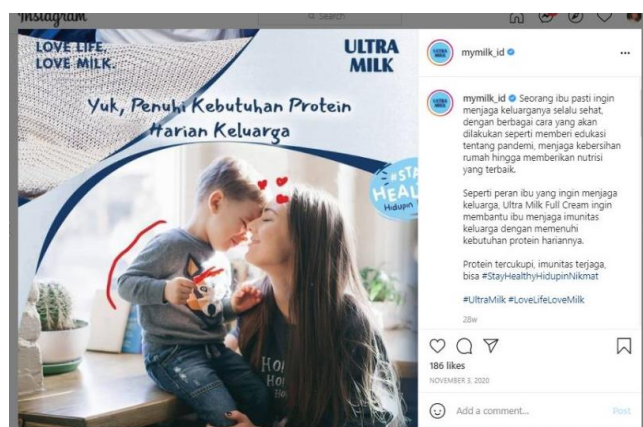 Instagram
Search
LOVE LIFE.
LOVE MILK.
ULTRA
MILK
Yuk, Penuhi Kebutuhan Protein
Harian Keluarga
#STA
HEAL
Hidupin
HO
HO
Ho
mymilk_id
mymilk_id Seorang ibu pasti ingin
menjaga keluarganya selalu sehat,
dengan berbagai cara yang akan
dilakukan seperti memberi edukasi
tentang pandemi, menjaga kebersihan
rumah hingga memberikan nutrisi
yang terbaik.
Seperti peran ibu yang ingin menjaga
keluarga, Ultra Milk Full Cream ingin
membantu ibu menjaga imunitas
keluarga dengan memenuhi
kebutuhan protein hariannya.
Protein tercukupi, imunitas terjaga,
bisa #StayHealthyHidupinNikmat
#UltraMilk #LoveLifeLoveMilk
28w
186 likes
NOVEMBER 3, 2020
Add a comment...
Post